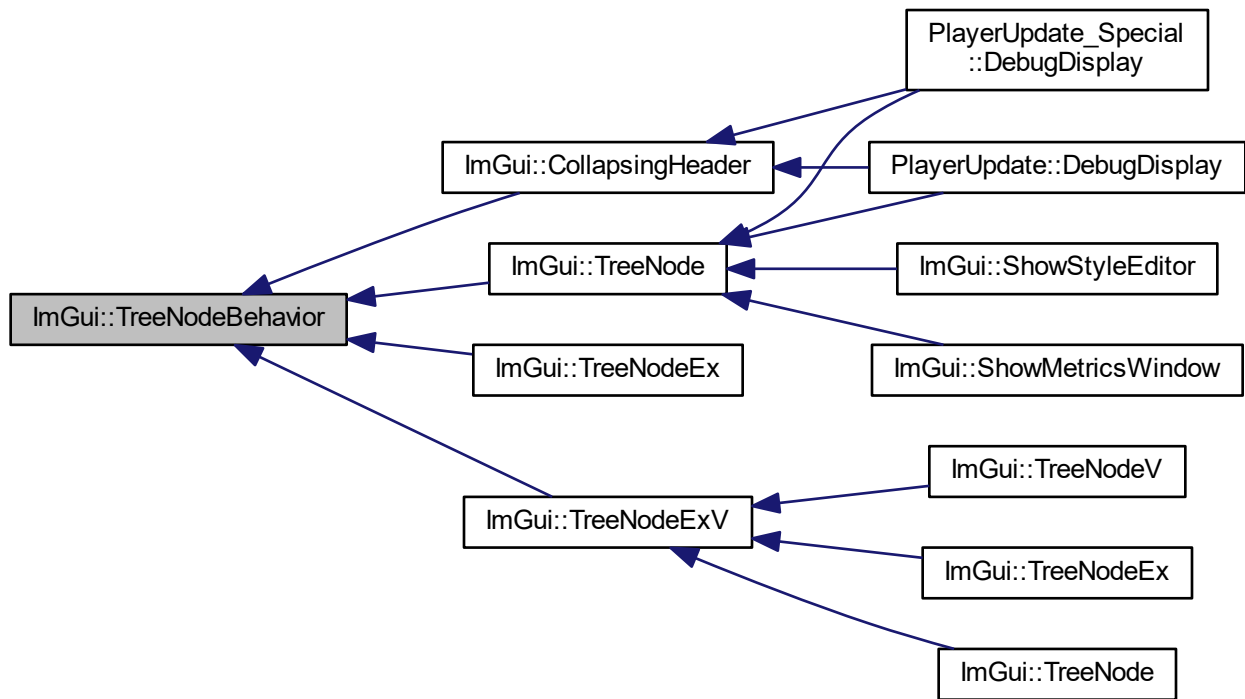 PlayerUpdate_Special
::DebugDisplay
ImGui::CollapsingHeader
PlayerUpdate::DebugDisplay
ImGui::TreeNode
ImGui::ShowStyleEditor
ImGui::TreeNodeBehavior
ImGui::TreeNodeEx
ImGui::ShowMetricsWindow
ImGui::TreeNodeV
ImGui::TreeNodeExV
ImGui::TreeNodeEx
ImGui::TreeNode